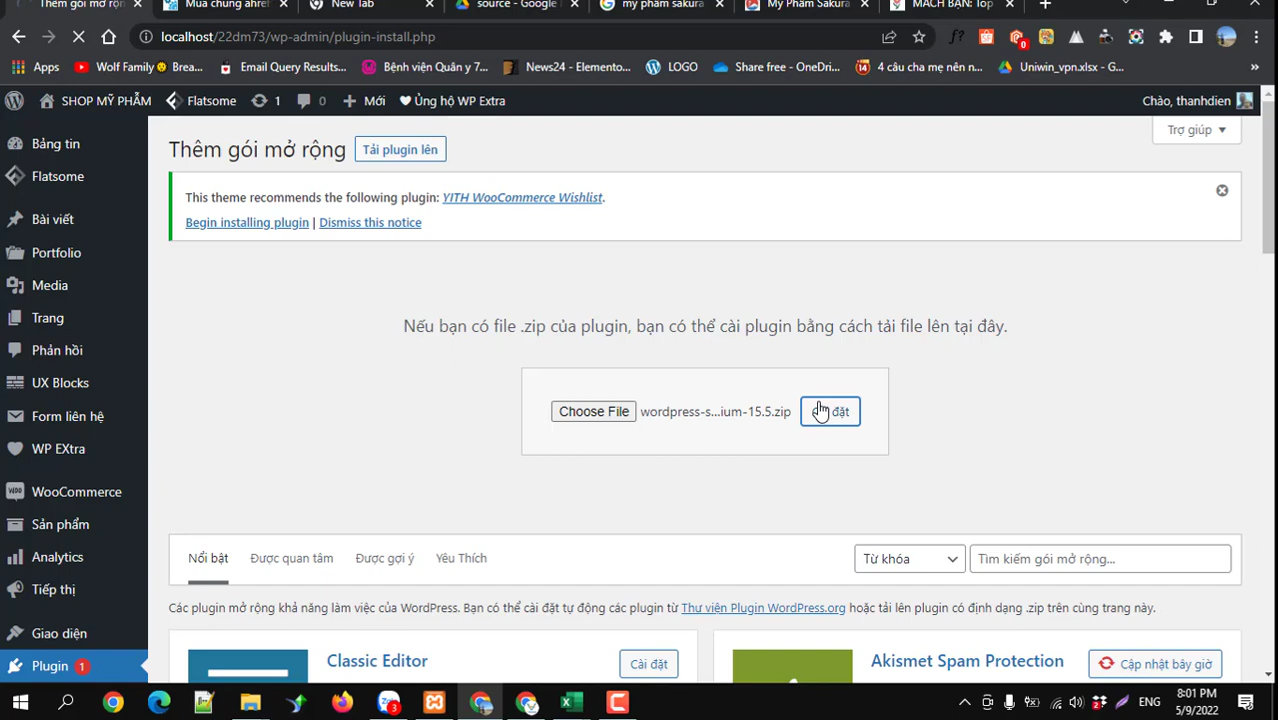 Thêm gói mở rộn
Mua chung ahref
New Tab
source - Google
my pham sakura
My Phẩm Sakura
MÁCH BẠN: Top
localhost/22dm73/wp-admin/plugin-install.php
Apps
Wolf Family
Brea...
Email Query Results...
Bệnh viện Quân y 7...
News24 - Elemento...
LOGO
Share free - OneDri...
4 câu cha mẹ nên n...
Uniwin_vpn.xlsx - G...
SHOP MỸ PHẨM
Flatsome
1
0
Mới
Ủng hộ WP Extra
Chào, thanhdien
Trợ giúp
Bảng tin
Flatsome
Bài viết
Portfolio
Media
Trang
Phản hồi
UX Blocks
Form liên hệ
WP EXtra
WooCommerce
Sản phẩm
Analytics
Tiếp thị
Giao diện
Plugin 1
Thêm gói mở rộng
Tải plugin lên
This theme recommends the following plugin: YITH WooCommerce Wishlist.
Begin installing plugin | Dismiss this notice
Nếu bạn có file .zip của plugin, bạn có thể cài plugin bằng cách tải file lên tại đây.
Choose File
wordpress-s...ium-15.5.zip
đặt
Nổi bật
Được quan tâm
Được gợi ý
Yêu Thích
Từ khóa
Tìm kiếm gói mở rộng...
Các plugin mở rộng khả năng làm việc của WordPress. Bạn có thể cài đặt tự động các plugin từ Thư viện Plugin WordPress.org hoặc tải lên plugin có định dạng .zip trên cùng trang này.
Classic Editor
Cài đặt
Akismet Spam Protection
Cập nhật bây giờ
ENG
8:01 PM
5/9/2022